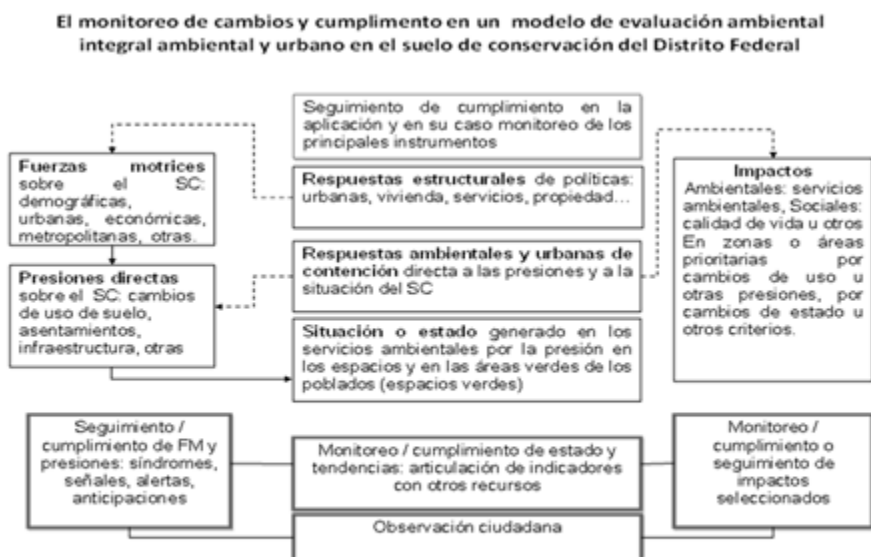 El monitoreo de cambios y cumplimento en un modelo de evaluación ambiental
integral ambiental y urbano en el suelo de conservación del Distrito Federal
Seguimiento de cumplimiento en la
aplicación y en su caso monitoreo de los
principales instrumentos
Fuerzas motrices
sobre el SC:
demográficas,
urbanas, económicas,
metropolitanas, otras.
Respuestas estructurales de políticas:
urbanas, vivienda, servicios, propiedad...
Impactos
Ambientales: servicios
ambientales, Sociales:
calidad de vida u otros
En zonas o áreas
prioritarias por
cambios de uso u
otras presiones, por
cambios de estado u
otros criterios.
Respuestas ambientales y urbanas de
contención directa a las presiones y a la
situación del SC
Presiones directas
sobre el SC: cambios
de uso de suelo,
asentamientos,
infraestructura, otras
Situación o estado generado en los
servicios ambientales por la presión en
los espacios y en las áreas verdes de los
poblados (espacios verdes)
Seguimiento /
cumplimiento de FM y
presiones: síndromes,
señales, alertas,
anticipaciones
Monitoreo / cumplimiento de estado y
tendencias: articulación de indicadores
con otros recursos
Monitoreo /
cumplimiento o
seguimiento de
impactos
seleccionados
Observación ciudadana